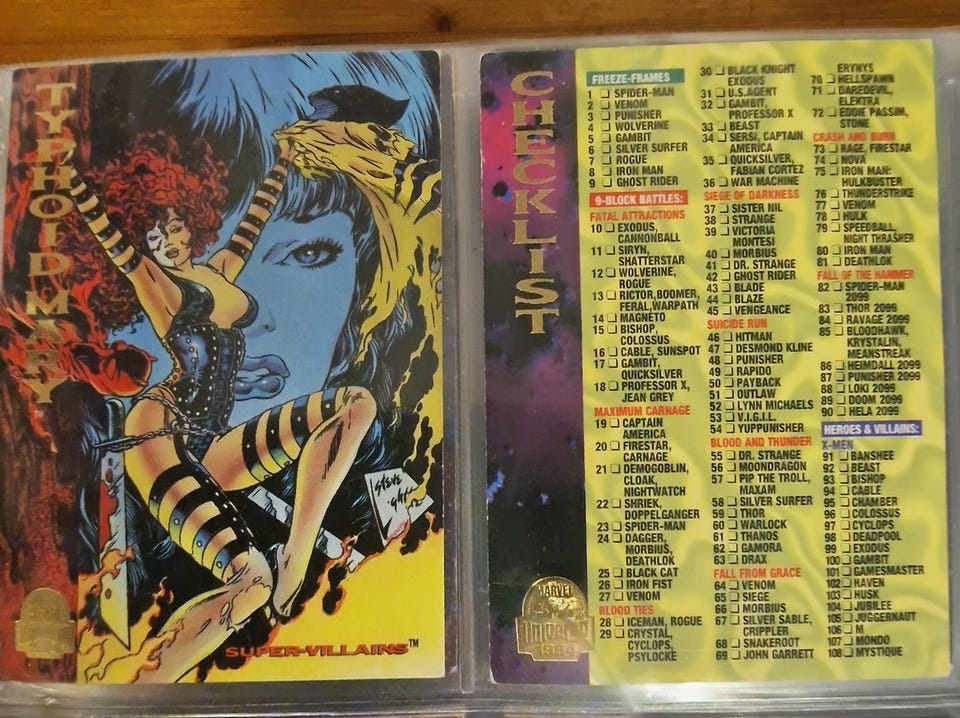 TYPHOID MARY™
STEVE
SUPER-VILLAINS™
CHECKLIST
FREEZE-FRAMES
1 SPIDER-MAN
2 VENOM
3 PUNISHER
4 WOLVERINE
5 GAMBIT
6 SILVER SURFER
7 ROGUE
8 IRON MAN
9 GHOST RIDER
9-BLOCK BATTLES:
FATAL ATTRACTIONS
10 EXODUS,
CANNONBALL
11 SIRYN,
SHATTERSTAR
12 WOLVERINE,
ROGUE
13 RICTOR,BOOMER,
FERAL,WARPATH
14 MAGNETO
15 BISHOP,
COLOSSUS
16 CABLE, SUNSPOT
17 GAMBIT,
QUICKSILVER
18 PROFESSOR X,
JEAN GREY
MAXIMUM CARNAGE
19 CAPTAIN
AMERICA
20 FIRESTAR,
CARNAGE
21 DEMOGOBLIN,
CLOAK,
NIGHTWATCH
22 SHRIEK,
DOPPELGANGER
23 SPIDER-MAN
24 DAGGER,
MORBIUS,
DEATHLOK
25 BLACK CAT
26 IRON FIST
27 VENOM
BLOOD TIES
28 ICEMAN, ROGUE
29 CRYSTAL,
CYCLOPS,
PSYLOCKE
30 BLACK KNIGHT
EXODUS
31 U.S.AGENT
32 GAMBIT,
PROFESSOR X
33 BEAST
34 SERSI, CAPTAIN
AMERICA
35 QUICKSILVER,
FABIAN CORTEZ
36 WAR MACHINE
SIEGE OF DARKNESS
37 SISTER NIL
38 STRANGE
39 VICTORIA
MONTESI
40 MORBIUS
41 DR. STRANGE
42 GHOST RIDER
43 BLADE
44 BLAZE
45 VENGEANCE
SUICIDE RUN
46 HITMAN
47 DESMOND KLINE
48 PUNISHER
49 RAPIDO
50 PAYBACK
51 OUTLAW
52 LYNN MICHAELS
53 V.I.G.I.L.
54 YUPPUNISHER
BLOOD AND THUNDER
55 DR. STRANGE
56 MOONDRAGON
57 PIP THE TROLL,
MAXAM
58 SILVER SURFER
59 THOR
60 WARLOCK
61 THANOS
62 GAMORA
63 DRAX
FALL FROM GRACE
64 VENOM
65 SIEGE
66 MORBIUS
67 SILVER SABLE,
CRIPPLER
68 SNAKEROOT
69 JOHN GARRETT
ERYNYS
70 HELLSPAWN
71 DAREDEVIL,
ELEKTRA
72 EDDIE PASSIM,
STONE
CRASH AND BURN
73 RAGE, FIRESTAR
74 NOVA
75 IRON MAN:
HULKBUSTER
76 THUNDERSTRIKE
77 VENOM
78 HULK
79 SPEEDBALL,
NIGHT THRASHER
80 IRON MAN
81 DEATHLOK
FALL OF THE HAMMER
82 SPIDER-MAN
2099
83 THOR 2099
84 RAVAGE 2099
85 BLOODHAWK,
KRYSTALIN,
MEANSTREAK
86 HEIMDALL 2099
87 PUNISHER 2099
88 LOKI 2099
89 DOOM 2099
90 HELA 2099
HEROES & VILLAINS:
X-MEN
91 BANSHEE
92 BEAST
93 BISHOP
94 CABLE
95 CHAMBER
96 COLOSSUS
97 CYCLOPS
98 DEADPOOL
99 EXODUS
100 GAMBIT
101 GAMESMASTER
102 HAVEN
103 HUSK
104 JUBILEE
105 JUGGERNAUT
106 M
107 MONDO
108 MYSTIQUE
MARVEL
Universe
1994